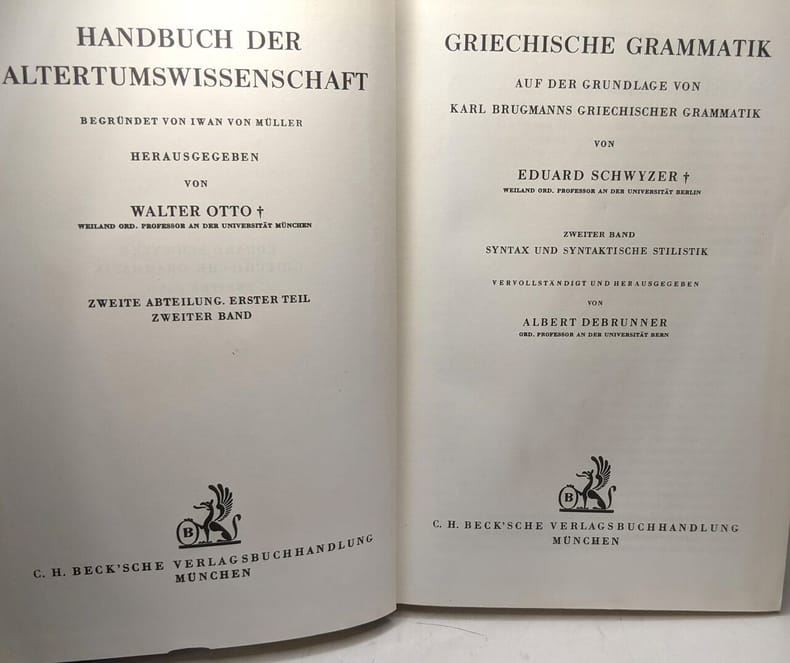 HANDBUCH DER
ALTERTUMSWISSENSCHAFT
BEGRÜNDET VON IWAN VON MÜLLER
HERAUSGEGEBEN
VON
WALTER OTTO †
WEILAND ORD. PROFESSOR AN DER UNIVERSITÄT MÜNCHEN
ZWEITE ABTEILUNG. ERSTER TEIL
ZWEITER BAND
B
C. H. BECK'SCHE VERLAGSBUCHHANDLUNG
MÜNCHEN
GRIECHISCHE GRAMMATIK
AUF DER GRUNDLAGE VON
KARL BRUGMANNS GRIECHISCHER GRAMMATIK
VON
EDUARD SCHWYZER †
WEILAND ORD. PROFESSOR AN DER UNIVERSITÄT BERLIN
ZWEITER BAND
SYNTAX UND SYNTAKTISCHE STILISTIK
VERVOLLSTÄNDIGT UND HERAUSGEGEBEN
VON
ALBERT DEBRUNNER
ORD. PROFESSOR AN DER UNIVERSITÄT BERN
B
C. H. BECK'SCHE VERLAGSBUCHHANDLUNG
MÜNCHEN